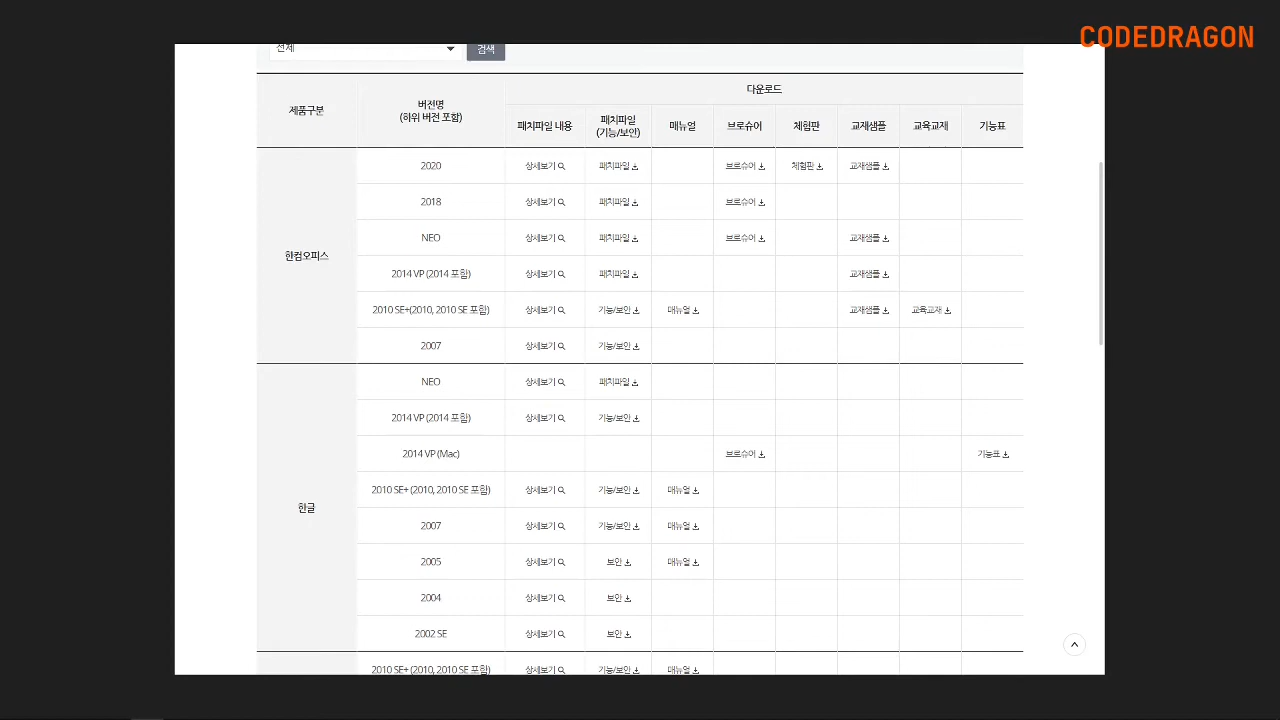 CODEDRAGON
전체 검색
제품구분 버전명 (하위 버전 포함) 다운로드
패치파일 내용 패치파일 (기능/보안) 매뉴얼 브로슈어 체험판 교재샘플 교육교재 기능표
한컴오피스
2020 상세보기 패치파일 브로슈어 체험판 교재샘플
2018 상세보기 패치파일 브로슈어
NEO 상세보기 패치파일 브로슈어 교재샘플
2014 VP (2014 포함) 상세보기 패치파일 교재샘플
2010 SE+(2010, 2010 SE 포함) 상세보기 기능/보안 매뉴얼 교재샘플 교육교재
2007 상세보기 기능/보안
한글
NEO 상세보기 패치파일
2014 VP (2014 포함) 상세보기 기능/보안
2014 VP (Mac) 브로슈어 기능표
2010 SE+ (2010, 2010 SE 포함) 상세보기 기능/보안 매뉴얼
2007 상세보기 기능/보안 매뉴얼
2005 상세보기 보안 매뉴얼
2004 상세보기 보안
2002 SE 상세보기 보안
2010 SE+ (2010, 2010 SE 포함) 상세보기 기능/보안 매뉴얼